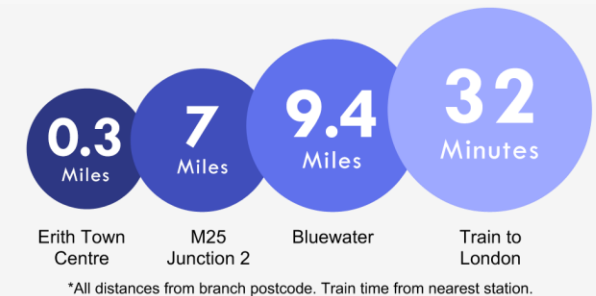 0.3
Miles
7
Miles
9.4
Miles
32
Minutes
Erith Town
Centre
M25
Junction 2
Bluewater
Train to
London
*All distances from branch postcode. Train time from nearest station.